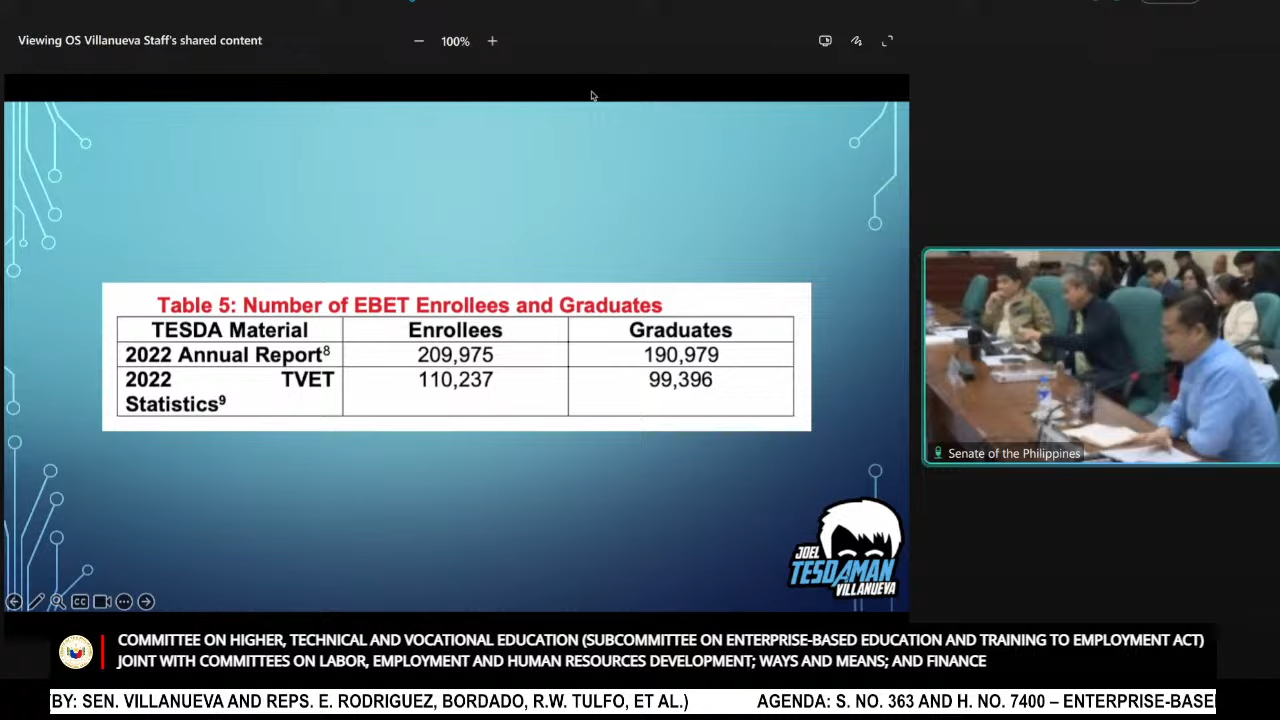 Viewing OS Villanueva Staff's shared content
100%
Table 5: Number of EBET Enrollees and Graduates
TESDA Material Enrollees Graduates
2022 Annual Report⁸ 209,975 190,979
2022 TVET 110,237 99,396
Statistics⁹
Senate of the Philippines
JOEL
TESDAMAN
VILLANUEVA
CC
COMMITTEE ON HIGHER, TECHNICAL AND VOCATIONAL EDUCATION (SUBCOMMITTEE ON ENTERPRISE-BASED EDUCATION AND TRAINING TO EMPLOYMENT ACT)
JOINT WITH COMMITTEES ON LABOR, EMPLOYMENT AND HUMAN RESOURCES DEVELOPMENT; WAYS AND MEANS; AND FINANCE
BY: SEN. VILLANUEVA AND REPS. E. RODRIGUEZ, BORDADO, R.W. TULFO, ET AL.) AGENDA: S. NO. 363 AND H. NO. 7400 – ENTERPRISE-BASE